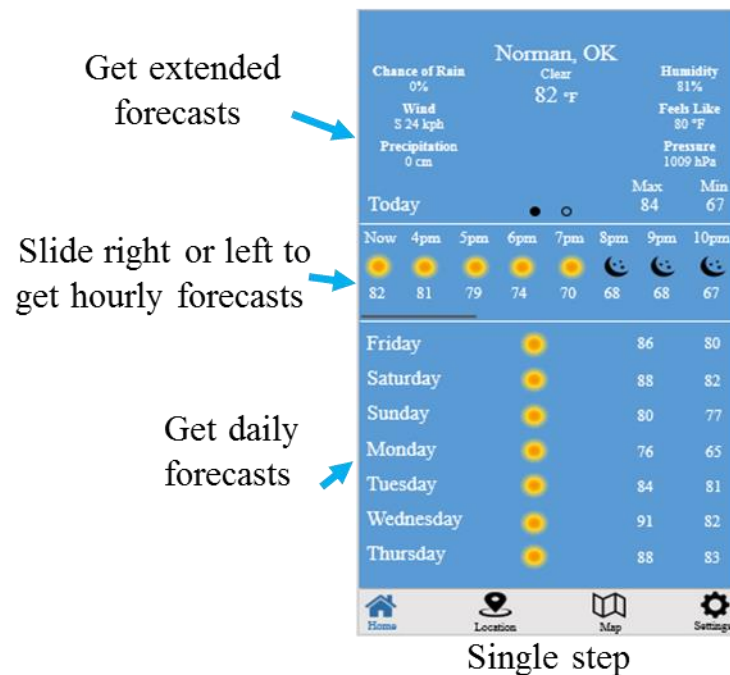 Get extended
forecasts
Norman, OK
Clear
82 °F
Chance of Rain
0%
Wind
S 24 kph
Precipitation
0 cm
Humidity
81%
Feels Like
80 °F
Pressure
1009 hPa
Today
Max Min
84 67
Slide right or left to
get hourly forecasts
Now 4pm 5pm 6pm 7pm 8pm 9pm 10pm
82 81 79 74 70 68 68 67
Get daily
forecasts
Friday 86 80
Saturday 88 82
Sunday 80 77
Monday 76 65
Tuesday 84 81
Wednesday 91 82
Thursday 88 83
Home Location Map Settings
Single step